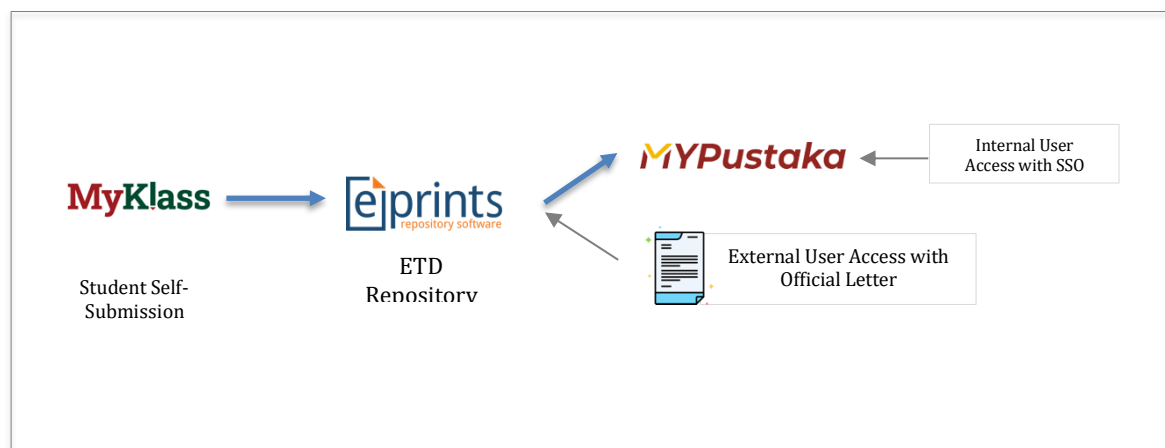 MyKlass
Student Self-
Submission
eprints
repository software
ETD
Repository
MYPustaka
Internal User
Access with SSO
External User Access with
Official Letter